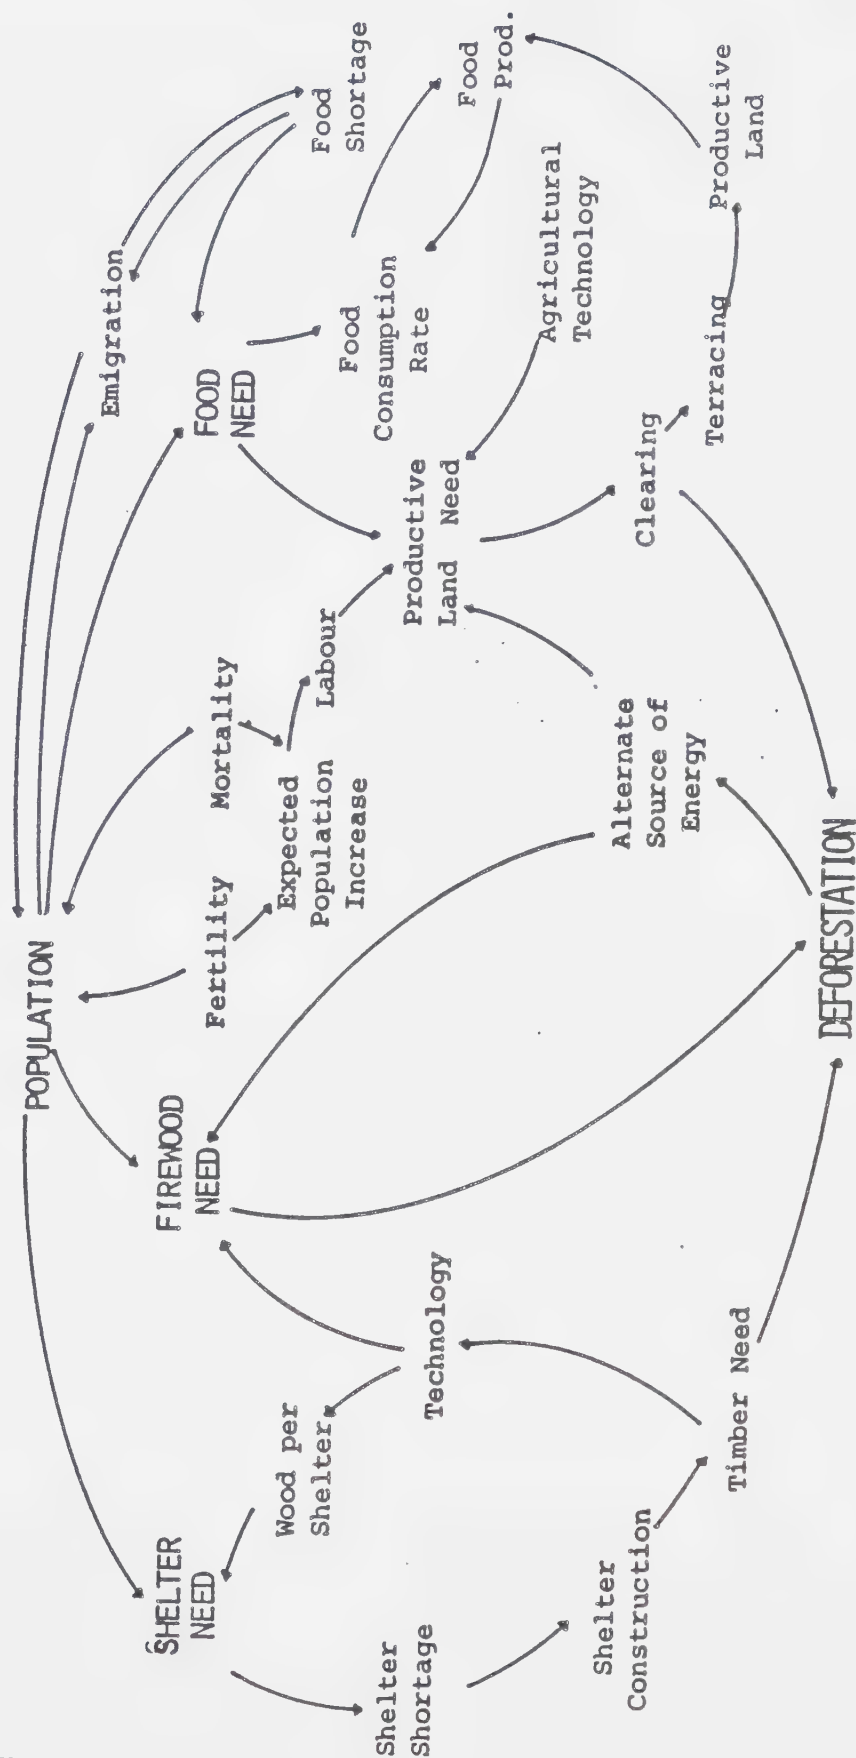 POPULATION
Emigration
Fertility
Mortality
SHELTER
NEED
FIREWOOD
NEED
FOOD
NEED
Expected
Population
Increase
Labour
Food
Shortage
Wood per
Shelter
Food
Consumption
Rate
Shelter
Shortage
Technology
Productive
Land Need
Food
Prod.
Agricultural
Technology
Shelter
Construction
Alternate
Source of
Energy
Clearing
Terracing
Productive
Land
Timber Need
DEFORESTATION